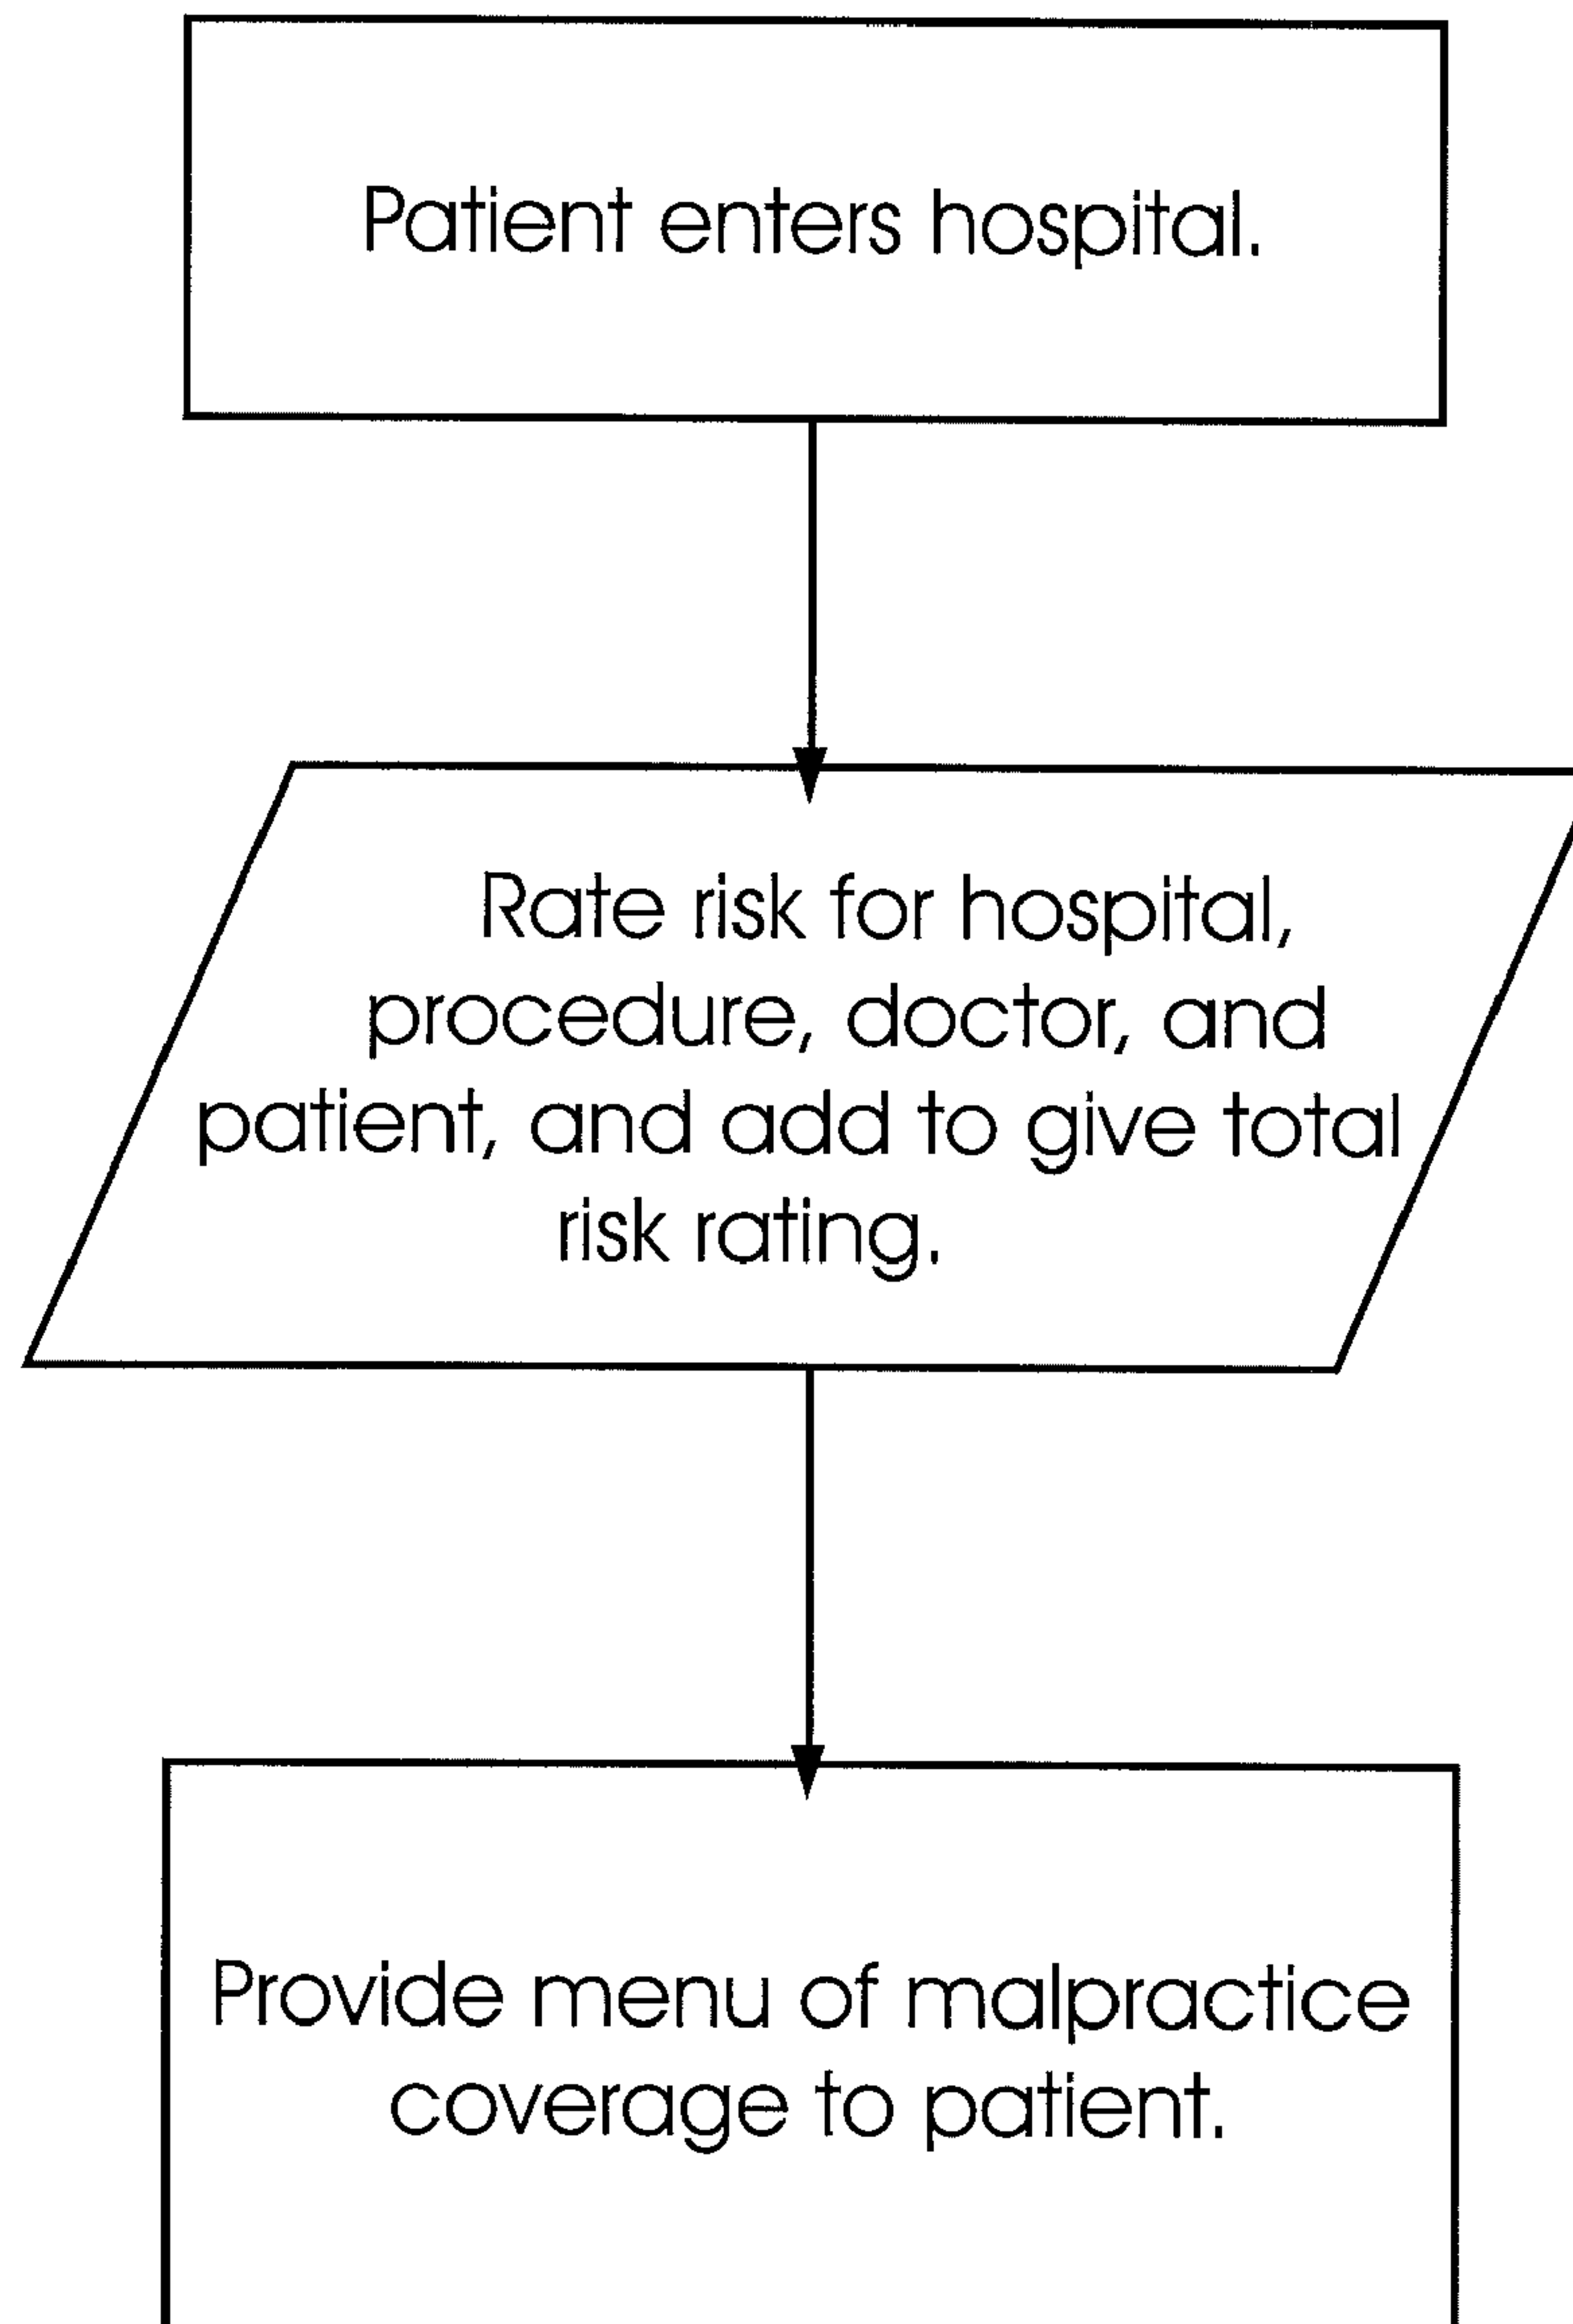 Patient enters hospital.
Rate risk for hospital,
procedure, doctor, and
patient, and add to give total
risk rating.
Provide menu of malpractice
coverage to patient.